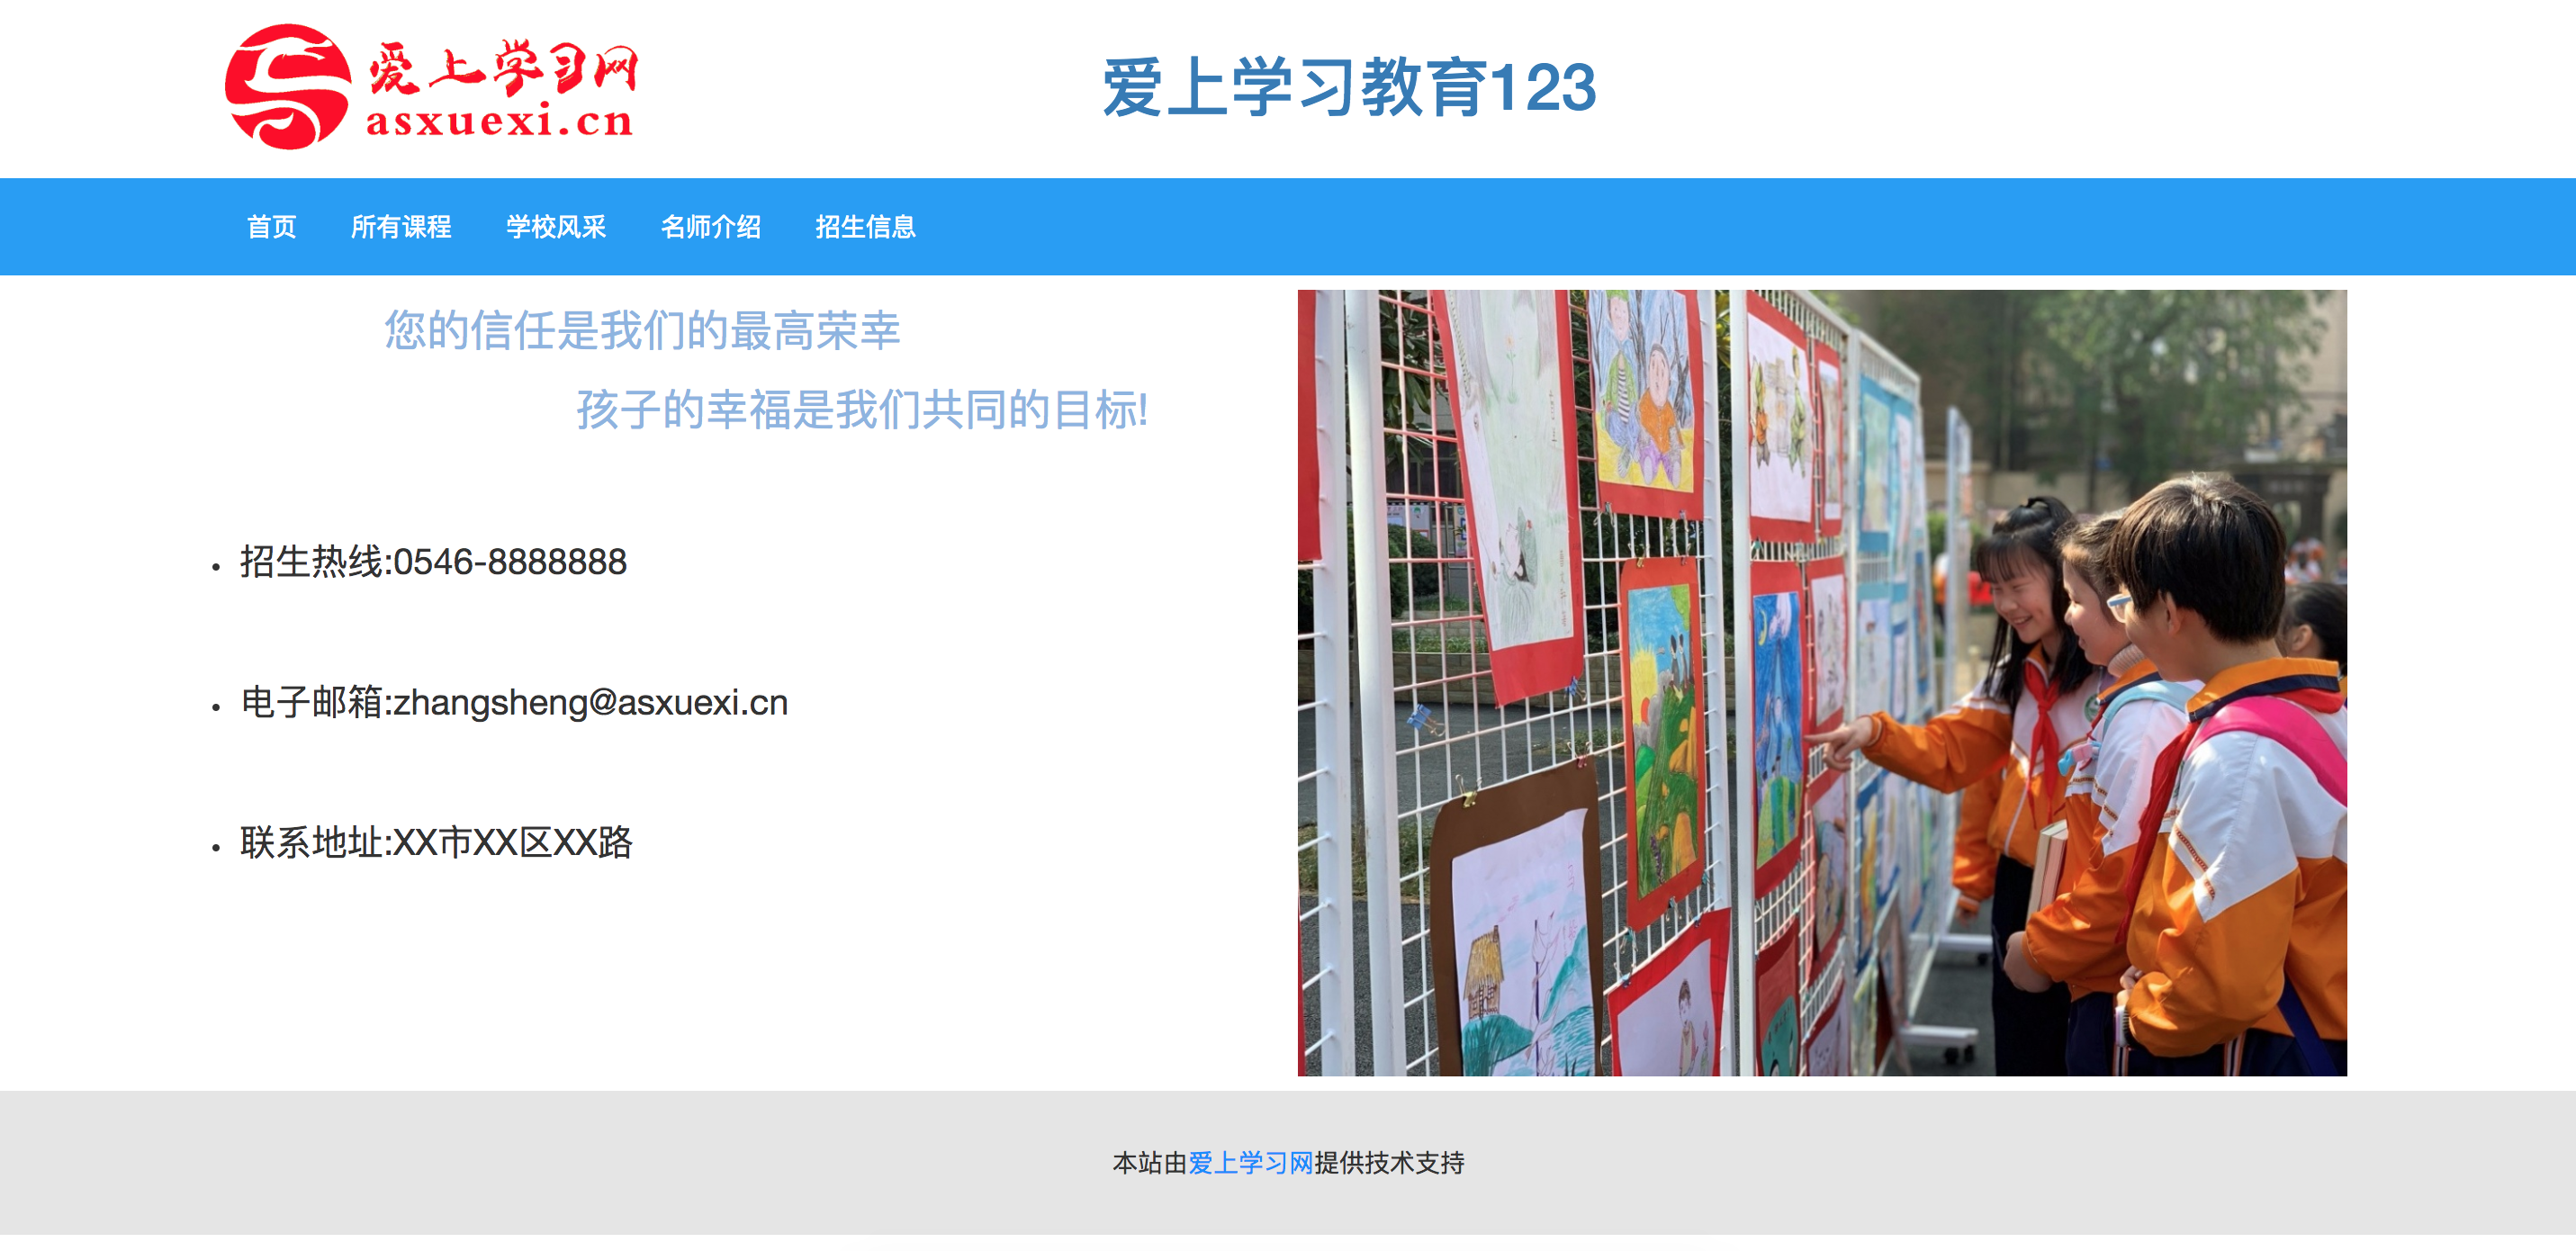 爱上学习网
asxuexi.cn
爱上学习教育123
首页 所有课程 学校风采 名师介绍 招生信息
您的信任是我们的最高荣幸
孩子的幸福是我们共同的目标!
招生热线:0546-8888888
电子邮箱:zhangsheng@asxuexi.cn
联系地址:XX市XX区XX路
本站由爱上学习网提供技术支持